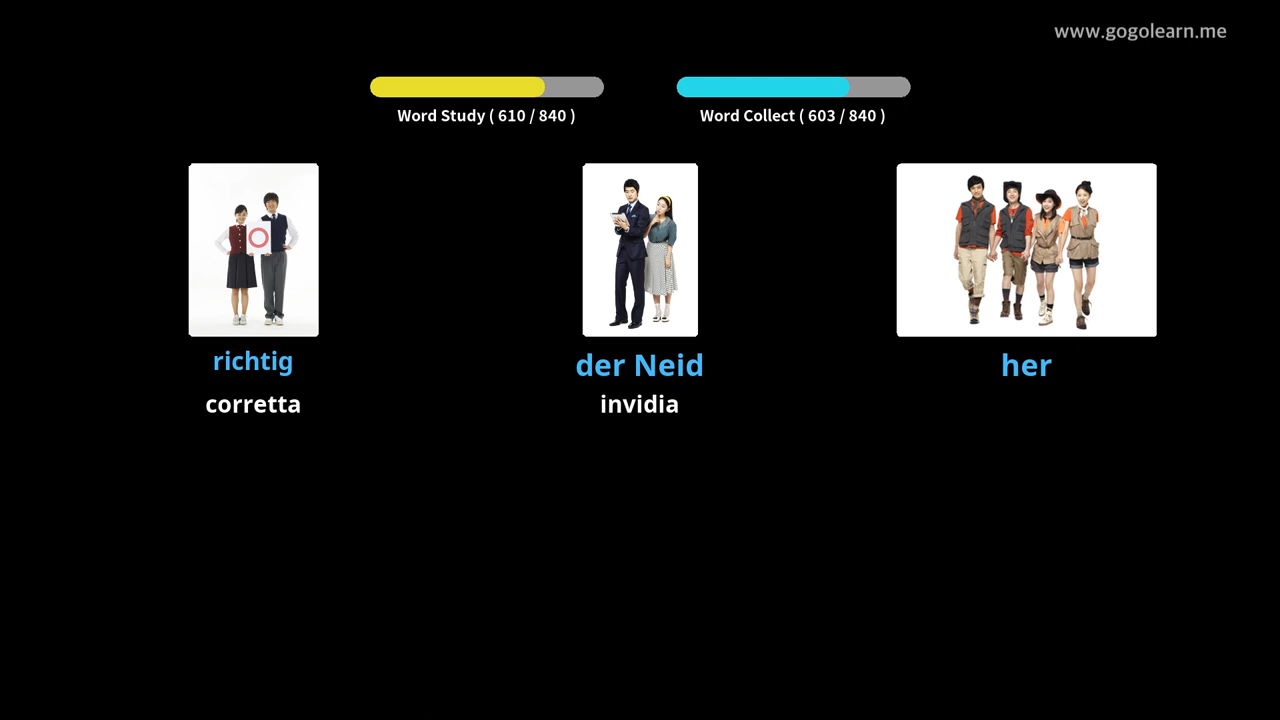 www.gogolearn.me
Word Study ( 610 / 840 )
Word Collect ( 603 / 840 )
richtig
der Neid
her
corretta
invidia